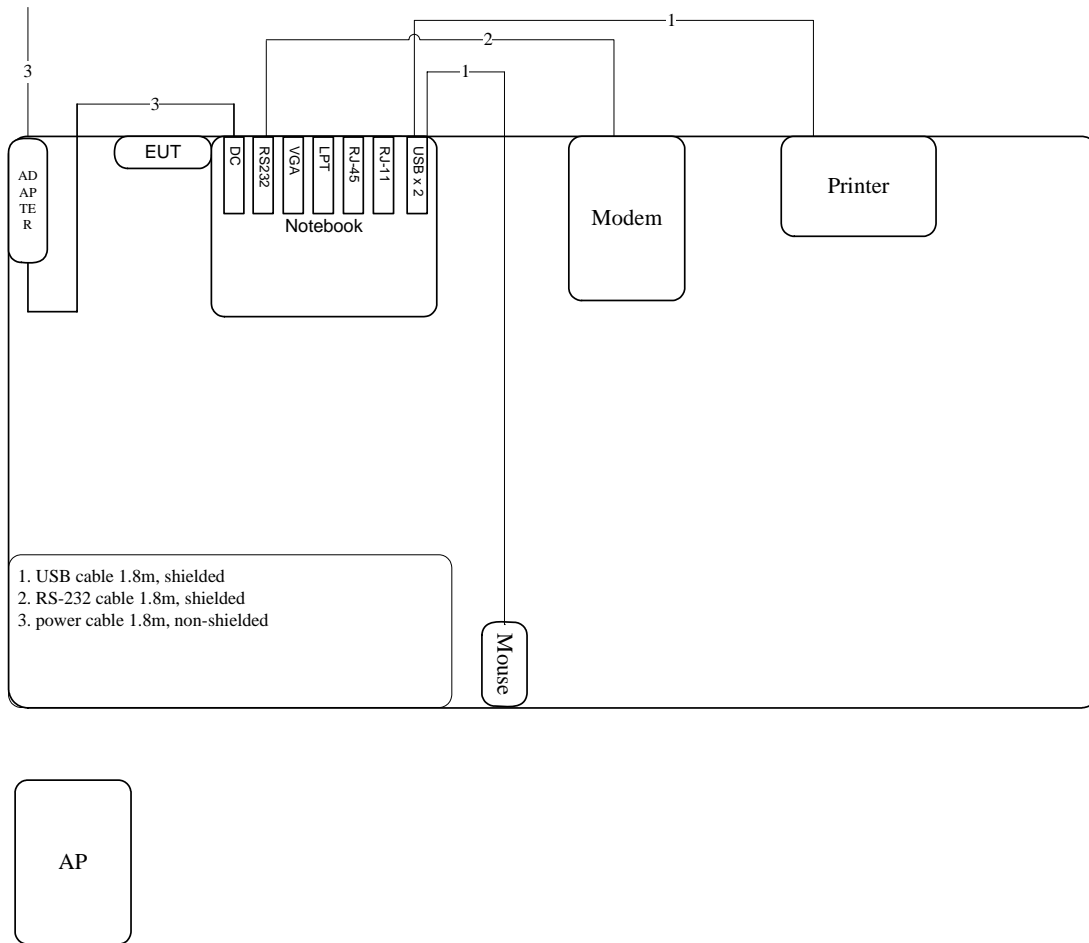 1
2
1
3
3
AD
AP
TE
R
EUT
DC
RS232
VGA
LPT
RJ-45
RJ-11
USB x 2
Notebook
Modem
Printer
1. USB cable 1.8m, shielded
2. RS-232 cable 1.8m, shielded
3. power cable 1.8m, non-shielded
Mouse
AP